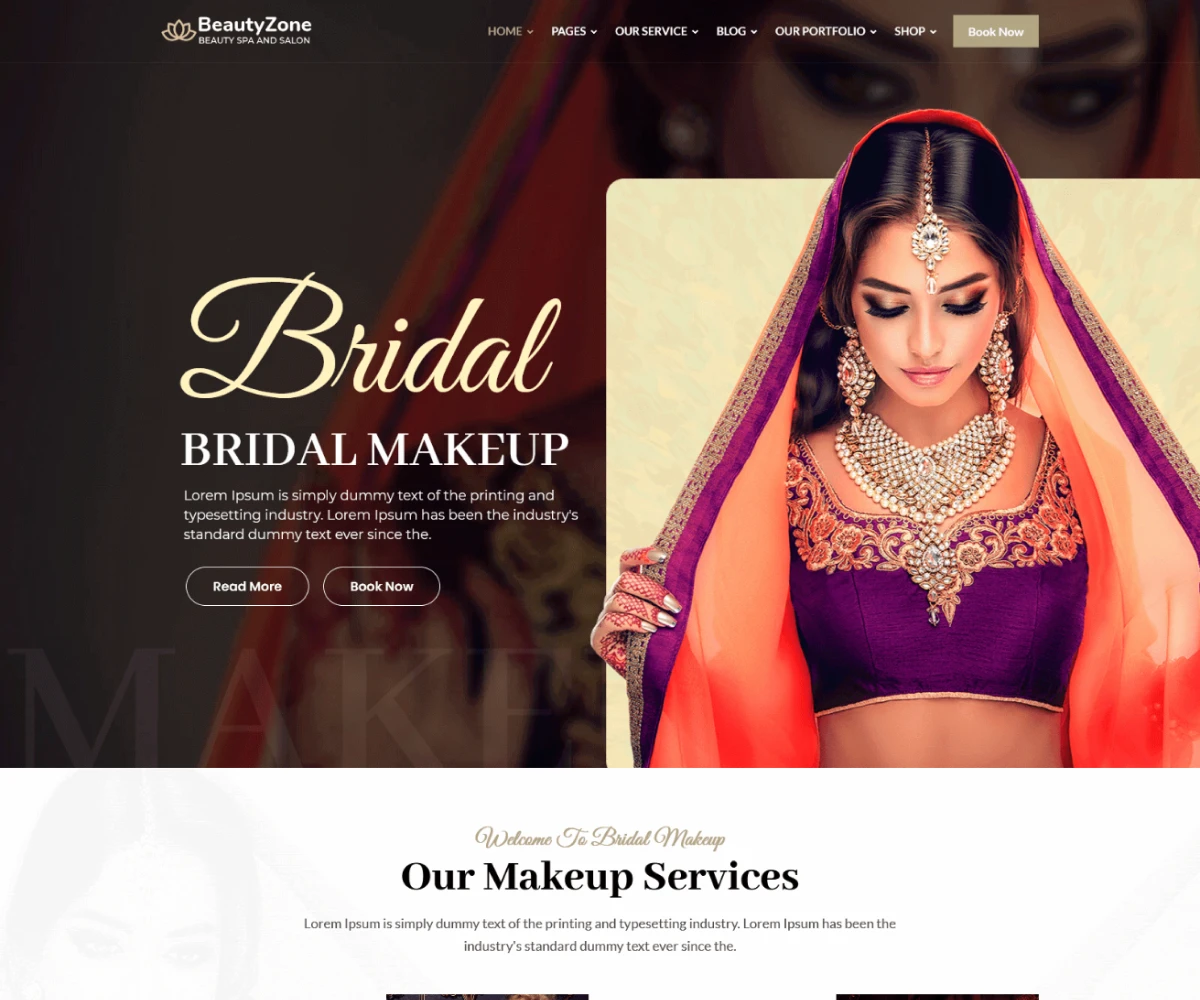 BeautyZone
BEAUTY SPA AND SALON
HOME PAGES OUR SERVICE BLOG OUR PORTFOLIO SHOP Book Now
Bridal
BRIDAL MAKEUP
Lorem Ipsum is simply dummy text of the printing and
typesetting industry. Lorem Ipsum has been the industry's
standard dummy text ever since the.
Read More Book Now
MAKE
Welcome To Bridal Makeup
Our Makeup Services
Lorem Ipsum is simply dummy text of the printing and typesetting industry. Lorem Ipsum has been the
industry's standard dummy text ever since the.